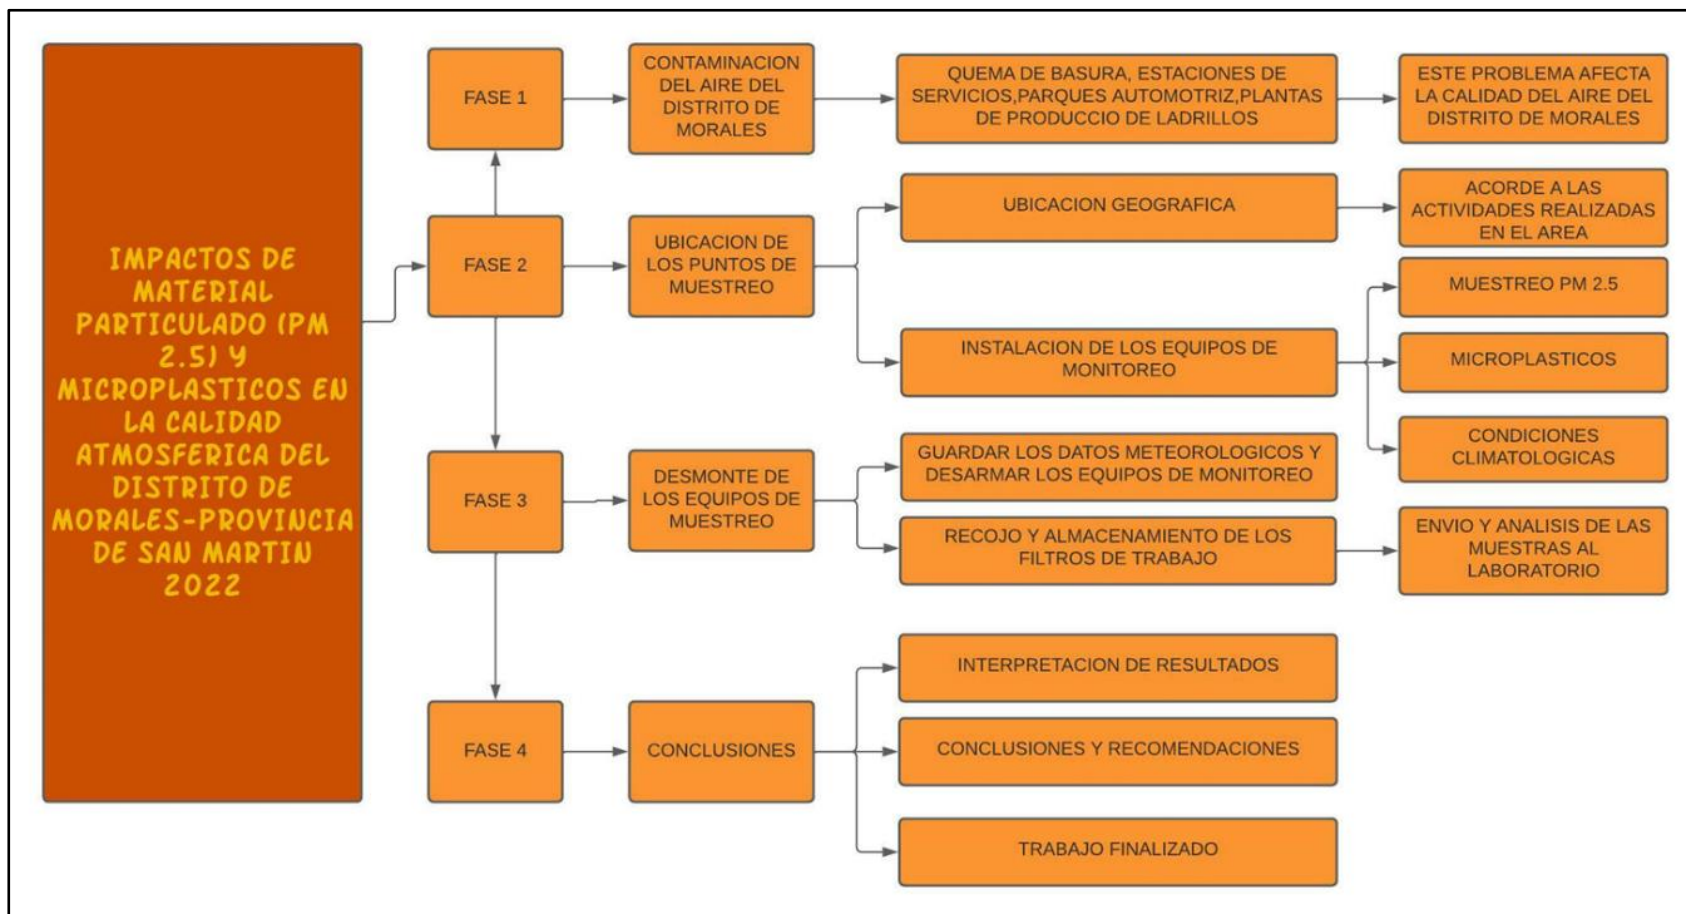 IMPACTOS DE
MATERIAL
PARTICULADO (PM
2.5) Y
MICROPLASTICOS EN
LA CALIDAD
ATMOSFERICA DEL
DISTRITO DE
MORALES-PROVINCIA
DE SAN MARTIN
2022
FASE 1
CONTAMINACION
DEL AIRE DEL
DISTRITO DE
MORALES
QUEMA DE BASURA, ESTACIONES DE
SERVICIOS,PARQUES AUTOMOTRIZ,PLANTAS
DE PRODUCCIO DE LADRILLOS
ESTE PROBLEMA AFECTA
LA CALIDAD DEL AIRE DEL
DISTRITO DE MORALES
FASE 2
UBICACION DE
LOS PUNTOS DE
MUESTREO
UBICACION GEOGRAFICA
ACORDE A LAS
ACTIVIDADES REALIZADAS
EN EL AREA
INSTALACION DE LOS EQUIPOS DE
MONITOREO
MUESTREO PM 2.5
MICROPLASTICOS
CONDICIONES
CLIMATOLOGICAS
FASE 3
DESMONTE DE
LOS EQUIPOS DE
MUESTREO
GUARDAR LOS DATOS METEOROLOGICOS Y
DESARMAR LOS EQUIPOS DE MONITOREO
RECOJO Y ALMACENAMIENTO DE LOS
FILTROS DE TRABAJO
ENVIO Y ANALISIS DE LAS
MUESTRAS AL
LABORATORIO
FASE 4
CONCLUSIONES
INTERPRETACION DE RESULTADOS
CONCLUSIONES Y RECOMENDACIONES
TRABAJO FINALIZADO